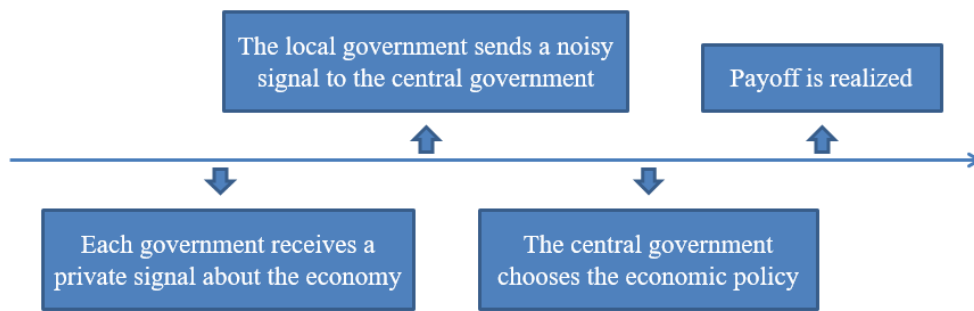 The local government sends a noisy
signal to the central government
Payoff is realized
Each government receives a
private signal about the economy
The central government
chooses the economic policy